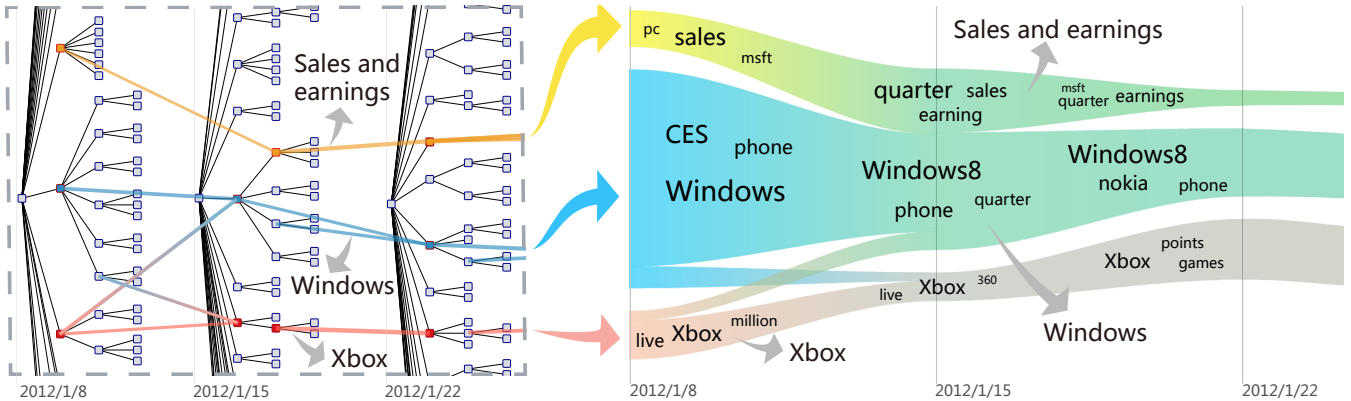 Sales and
earnings
Windows
Xbox
2012/1/8
2012/1/15
2012/1/22
pc
sales
msft
Sales and earnings
quarter
sales
earning
msft
quarter
earnings
CES
phone
Windows
Windows8
phone
quarter
Windows8
nokia
phone
points
Xbox
games
live
Xbox
360
live
Xbox
million
Xbox
Windows
2012/1/8
2012/1/15
2012/1/22